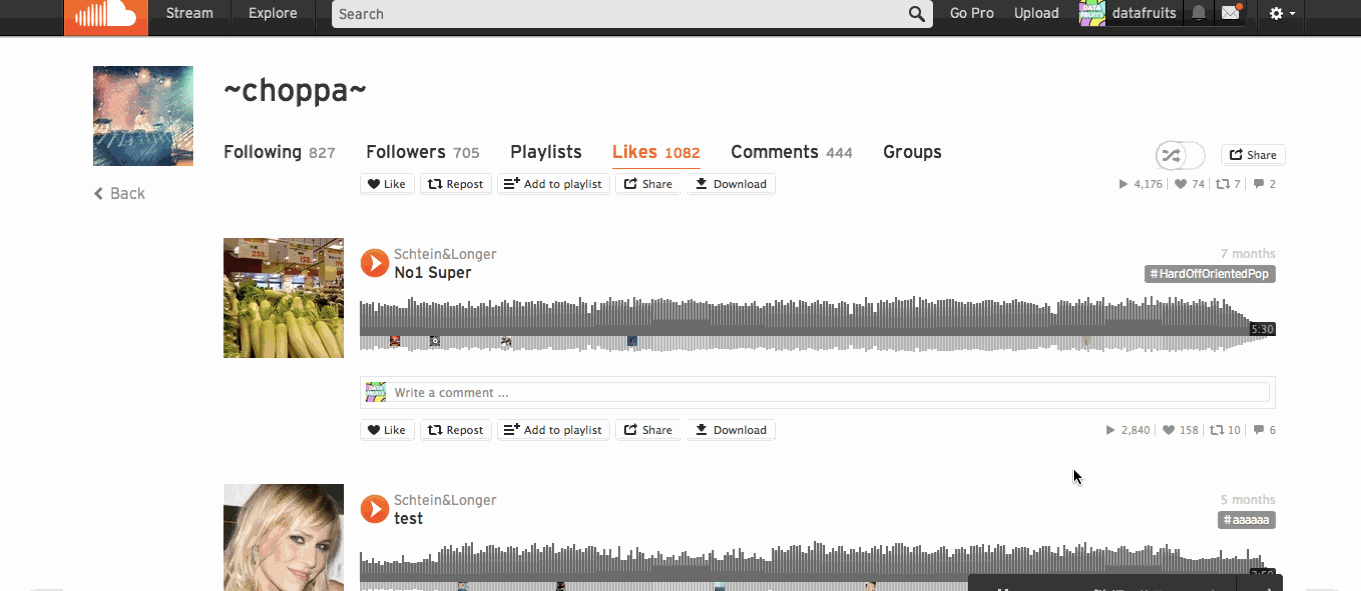 Stream Explore Search Go Pro Upload datafruits
~choppa~
Following 827 Followers 705 Playlists Likes 1082 Comments 444 Groups Share
Like Repost Add to playlist Share Download 4,176 74 7 2
Back
Schtein&Longer 7 months
No1 Super #HardOffOrientedPop
5:30
Write a comment ...
Like Repost Add to playlist Share Download 2,840 158 10 6
Schtein&Longer 5 months
test #aaaaaa